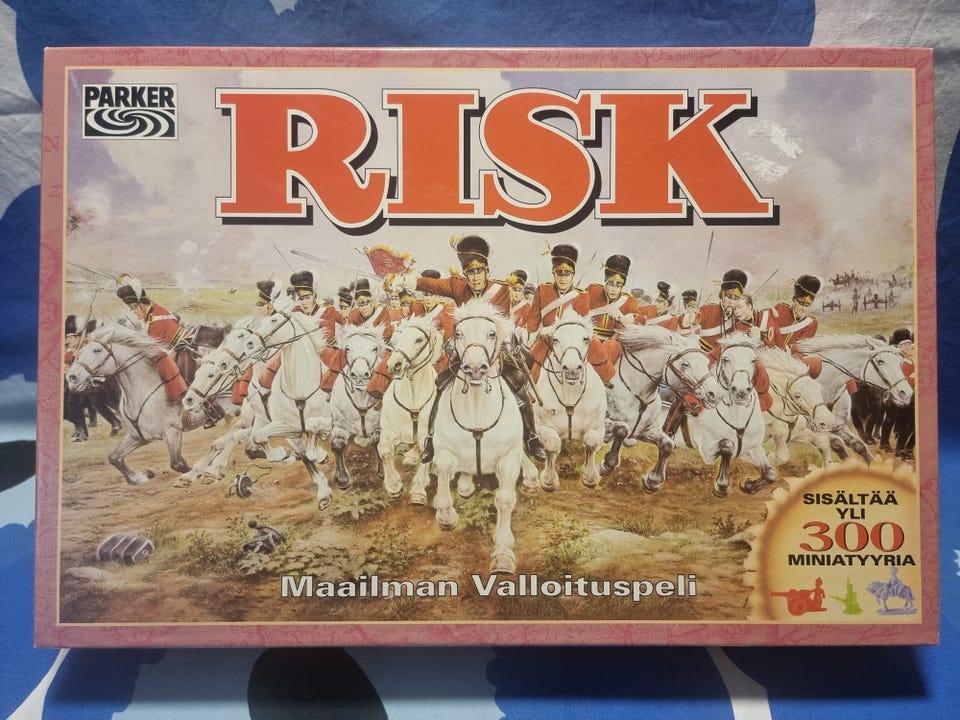 PARKER
RISK
SISÄLTÄÄ
YLI
300
MINIATYYRIA
Maailman Valloituspeli